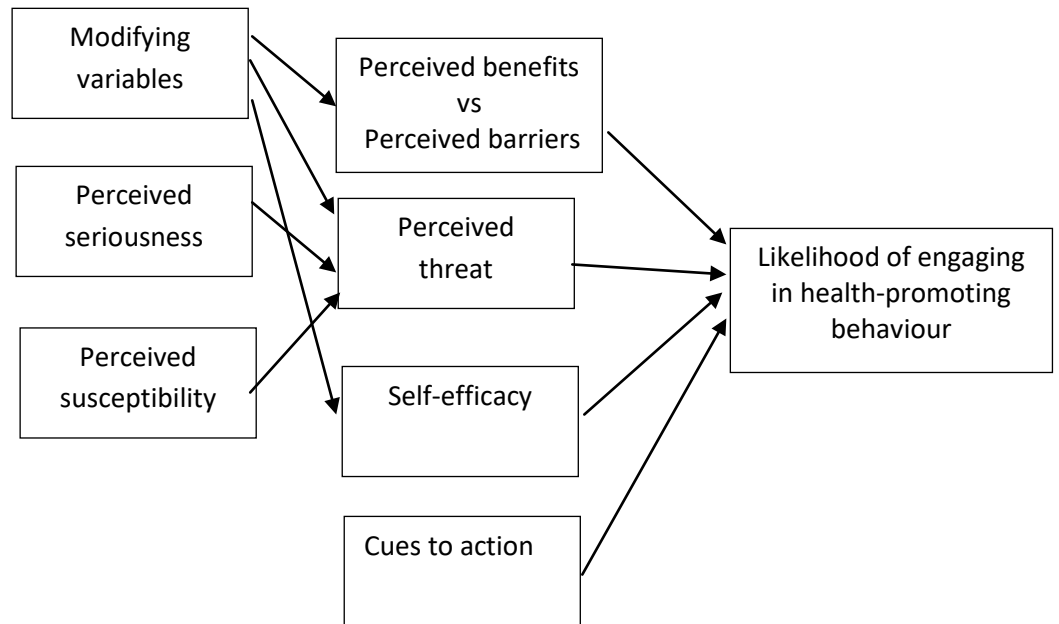 Modifying
variables
Perceived benefits
vs
Perceived barriers
Perceived
seriousness
Perceived
threat
Likelihood of engaging
in health-promoting
behaviour
Perceived
susceptibility
Self-efficacy
Cues to action